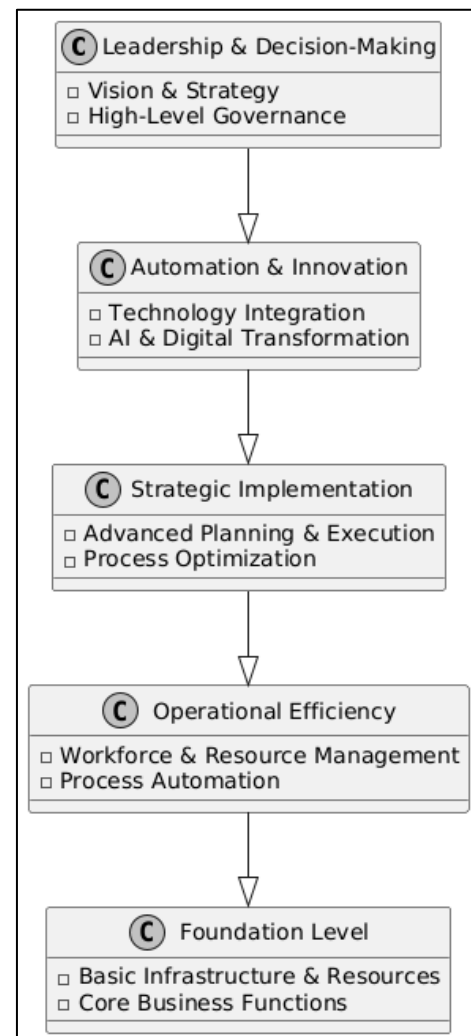 C Leadership & Decision-Making
Vision & Strategy
High-Level Governance
C Automation & Innovation
Technology Integration
AI & Digital Transformation
C Strategic Implementation
Advanced Planning & Execution
Process Optimization
C Operational Efficiency
Workforce & Resource Management
Process Automation
C Foundation Level
Basic Infrastructure & Resources
Core Business Functions